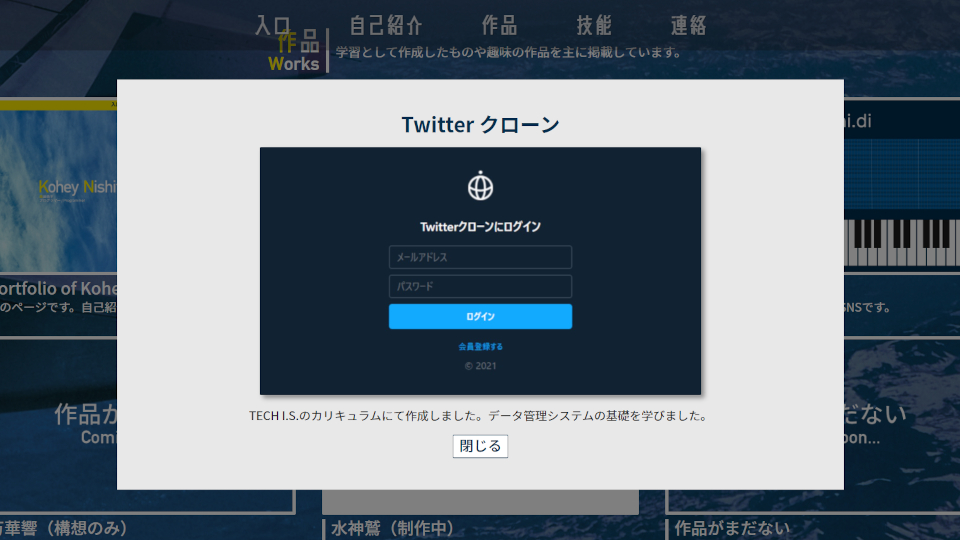 入口
自己紹介
作品
技能
連絡
作品
Works
学習として作成したものや趣味の作品を主に掲載しています。
Twitter クローン
Kohey Nishi
Twitterクローンにログイン
メールアドレス
パスワード
ログイン
会員登録する
© 2021
TECH I.S.のカリキュラムにて作成しました。データ管理システムの基礎を学びました。
閉じる
ortfolio of Kohe
のページです。自己紹
SNSです。
作品が
Comi
だない
oon...
華響（構想のみ）
水神鷲（制作中）
作品がまだない